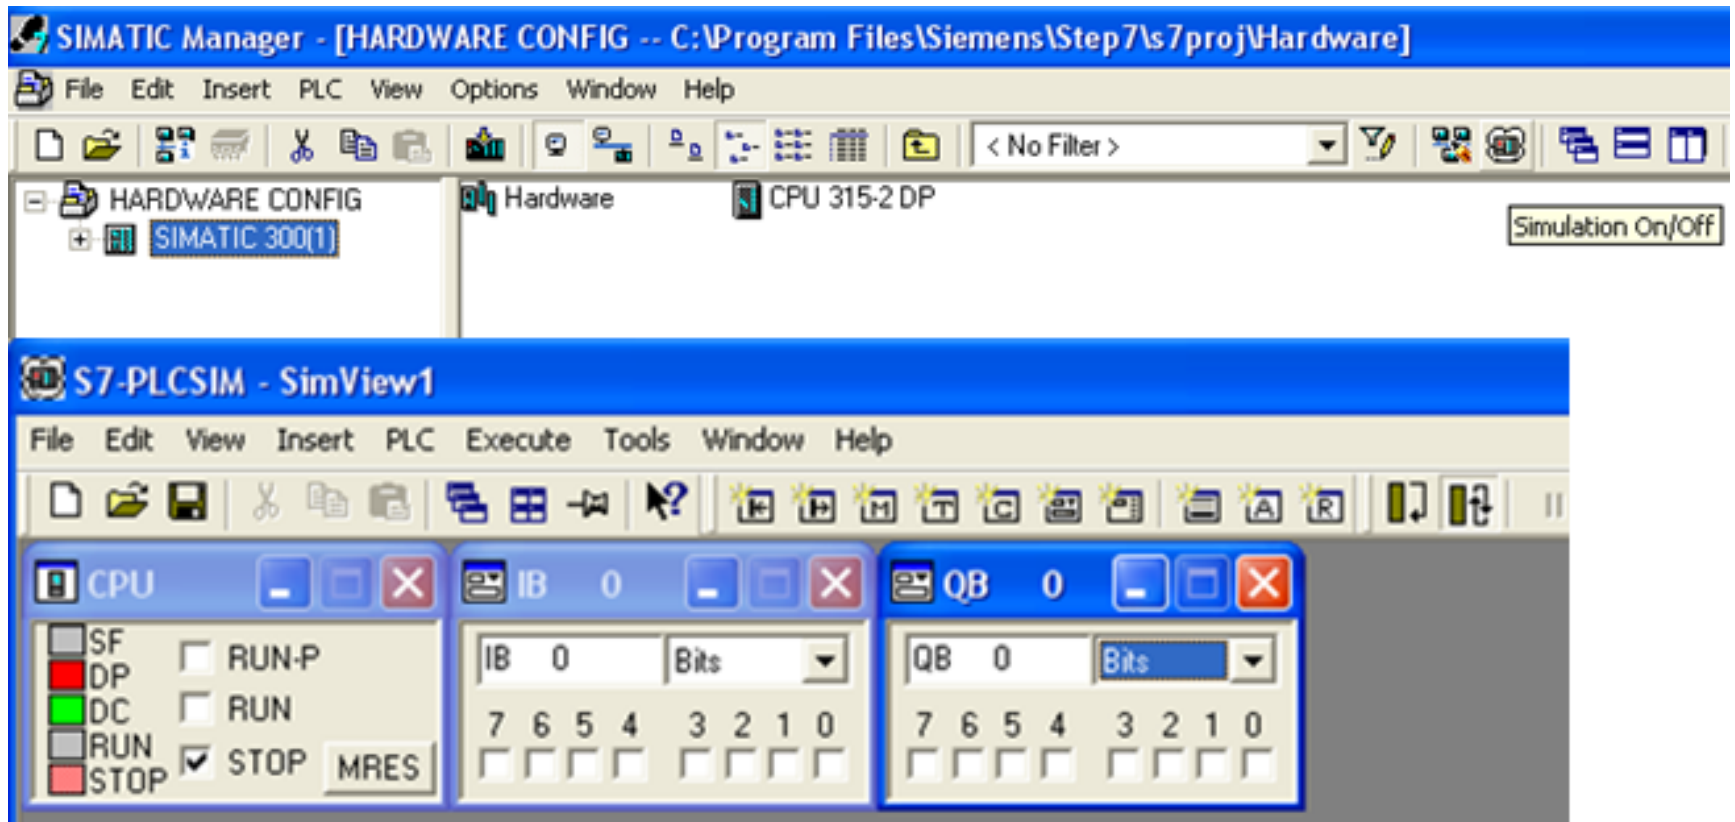 SIMATIC Manager - [HARDWARE CONFIG -- C:\Program Files\Siemens\Step7\s7proj\Hardware]
File Edit Insert PLC View Options Window Help
< No Filter >
HARDWARE CONFIG
SIMATIC 300(1)
Hardware CPU 315-2 DP
Simulation On/Off
S7-PLCSIM - SimView1
File Edit View Insert PLC Execute Tools Window Help
M T C A R
CPU
SF
DP
DC
RUN
STOP
RUN-P
RUN
STOP
MRES
IB 0
IB 0 Bits
7 6 5 4 3 2 1 0
QB 0
QB 0 Bits
7 6 5 4 3 2 1 0